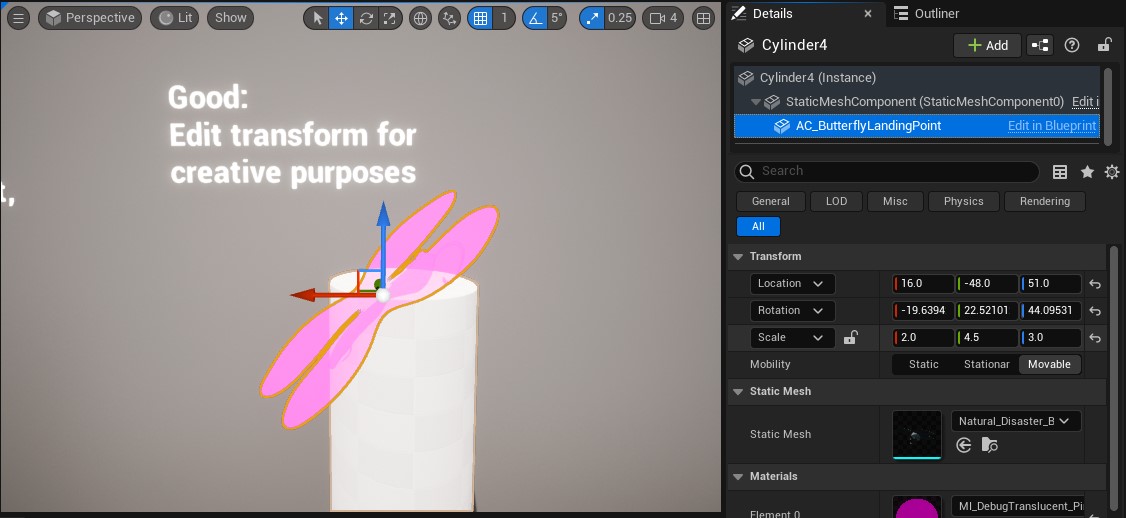 Perspective
Lit
Show
1
5°
0.25
4
Good:
Edit transform for
creative purposes
t,
Details
Outliner
Cylinder4
+ Add
Cylinder4 (Instance)
StaticMeshComponent (StaticMeshComponent0) Edit i
AC_ButterflyLandingPoint Edit in Blueprint
Search
General LOD Misc Physics Rendering
All
Transform
Location 16.0 -48.0 51.0
Rotation -19.6394 22.52101 44.09531
Scale 2.0 4.5 3.0
Mobility Static Stationar Movable
Static Mesh
Static Mesh Natural_Disaster_B
Materials
Element 0 MI_DebugTranslucent_Pi